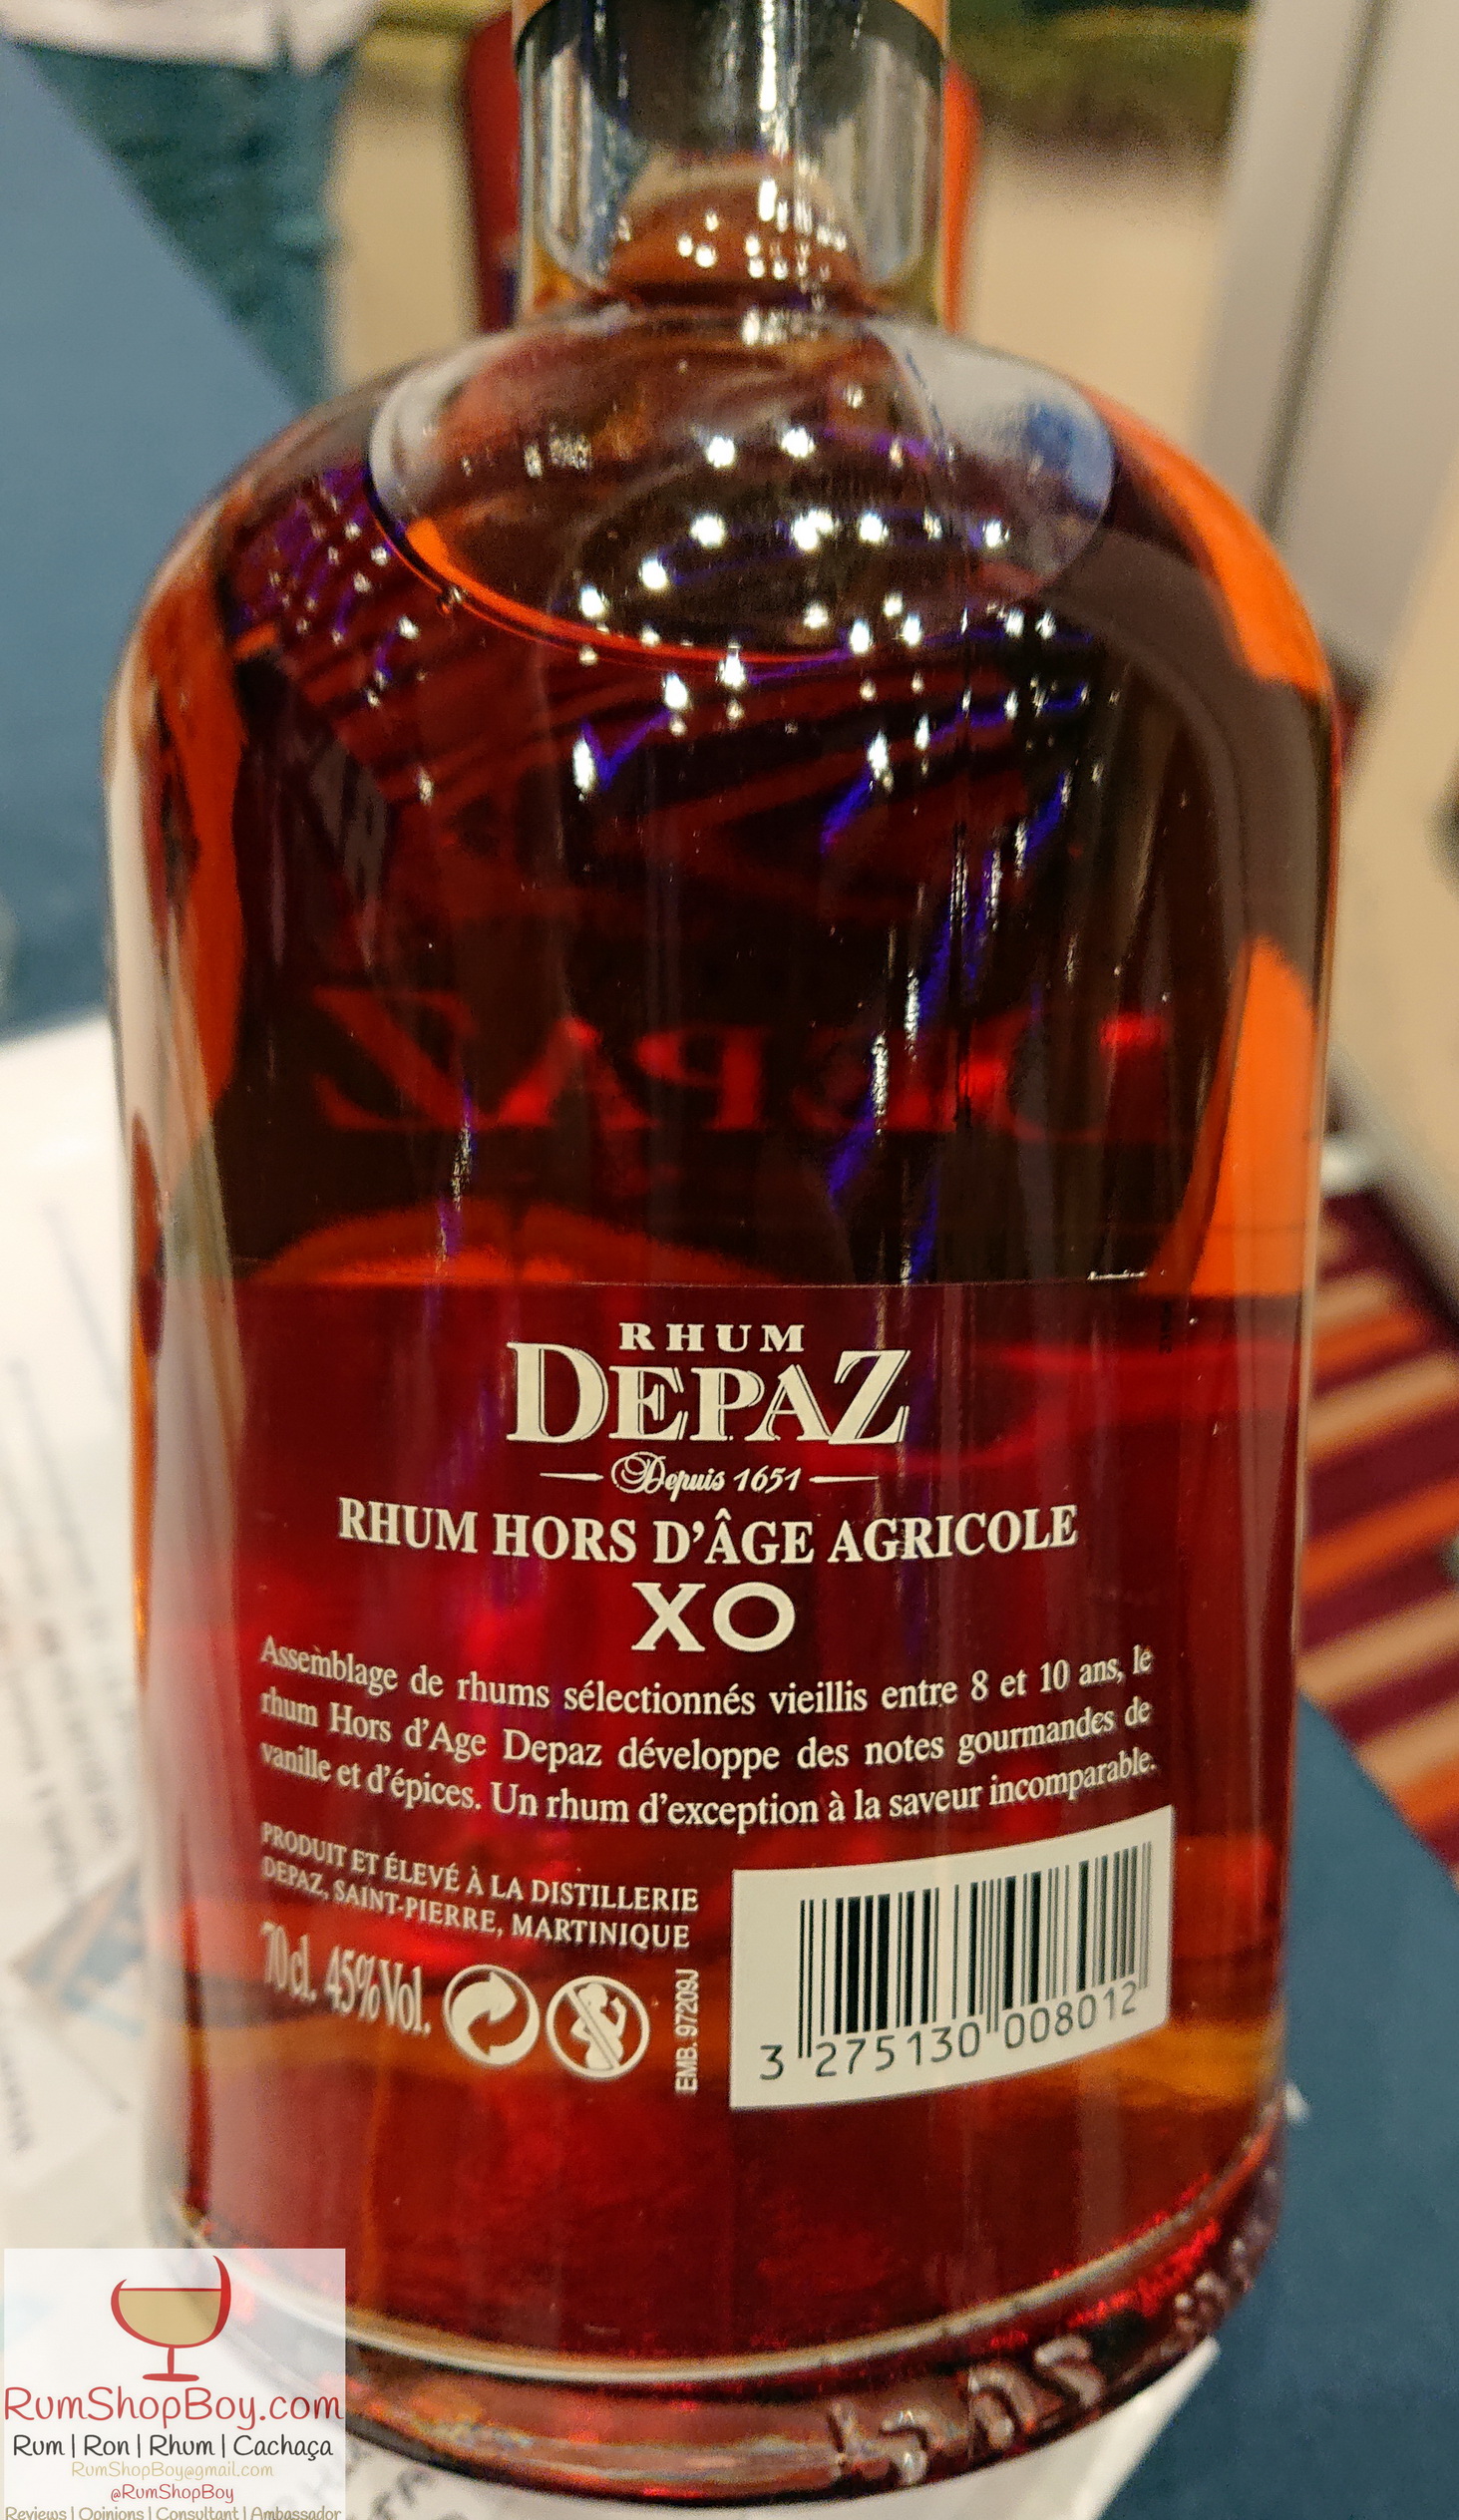 DEPAZ
RHUM
DEPAZ
Depuis 1651
RHUM HORS D'ÂGE AGRICOLE
XO
Assemblage de rhums sélectionnés vieillis entre 8 et 10 ans, le
rhum Hors d'Age Depaz développe des notes gourmandes de
vanille et d'épices. Un rhum d'exception à la saveur incomparable.
PRODUIT ET ÉLEVÉ À LA DISTILLERIE
DEPAZ, SAINT-PIERRE, MARTINIQUE
70cl. 45%Vol.
EMB. 97209J
3 275130 008012
RumShopBoy.com
Rum | Ron | Rhum | Cachaça
RumShopBoy@gmail.com
@RumShopBoy
Reviews | Opinions | Consultant | Ambassador